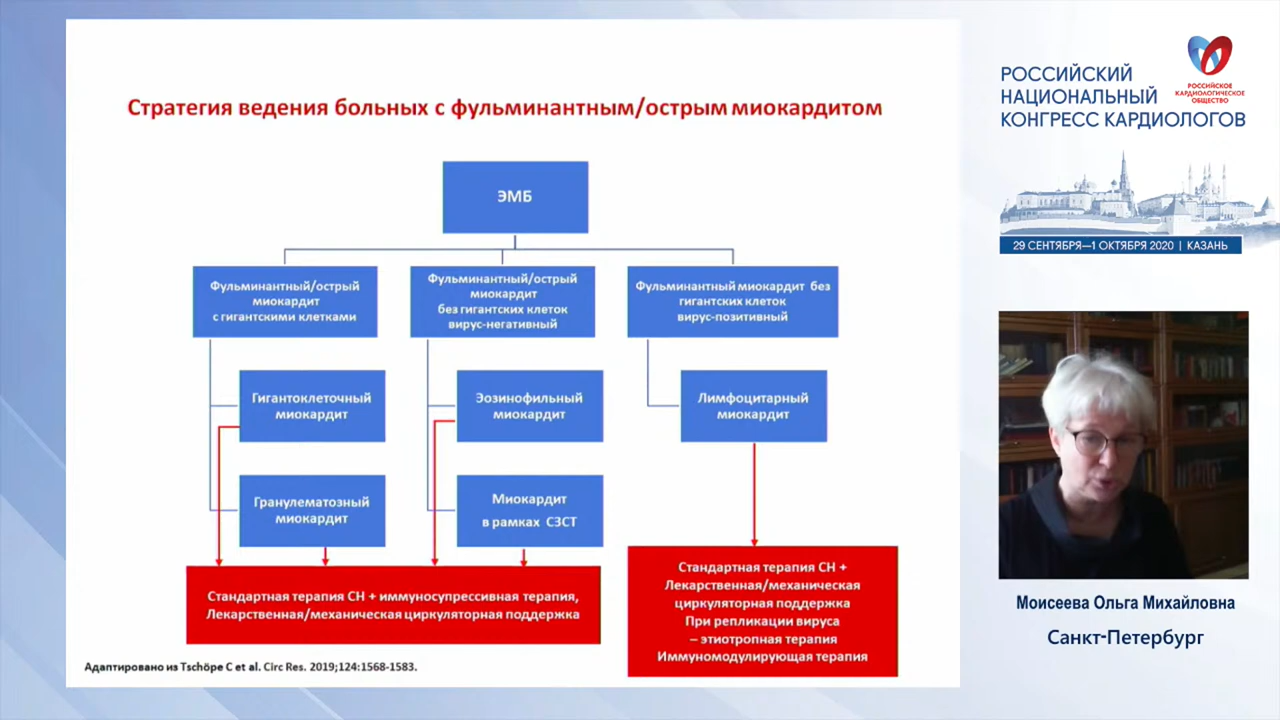 Стратегия ведения больных с фульминантным/острым миокардитом
ЭМБ
Фульминантный/острый
миокардит
с гигантскими клетками
Фульминантный/острый
миокардит
без гигантских клеток
вирус-негативный
Фульминантный миокардит без
гигантских клеток
вирус-позитивный
Гигантоклеточный
миокардит
Эозинофильный
миокардит
Лимфоцитарный
миокардит
Гранулематозный
миокардит
Миокардит
в рамках СЗСТ
Стандартная терапия СН + иммуносупрессивная терапия,
Лекарственная/механическая циркуляторная поддержка
Стандартная терапия СН +
Лекарственная/механическая
циркуляторная поддержка
При репликации вируса
– этиотропная терапия
Иммуномодулирующая терапия
Адаптировано из Tschöpe C et al. Circ Res. 2019;124:1568-1583.
РОССИЙСКИЙ
НАЦИОНАЛЬНЫЙ
КОНГРЕСС КАРДИОЛОГОВ
РОССИЙСКОЕ
КАРДИОЛОГИЧЕСКОЕ
ОБЩЕСТВО
29 СЕНТЯБРЯ—1 ОКТЯБРЯ 2020 | КАЗАНЬ
Моисеева Ольга Михайловна
Санкт-Петербург